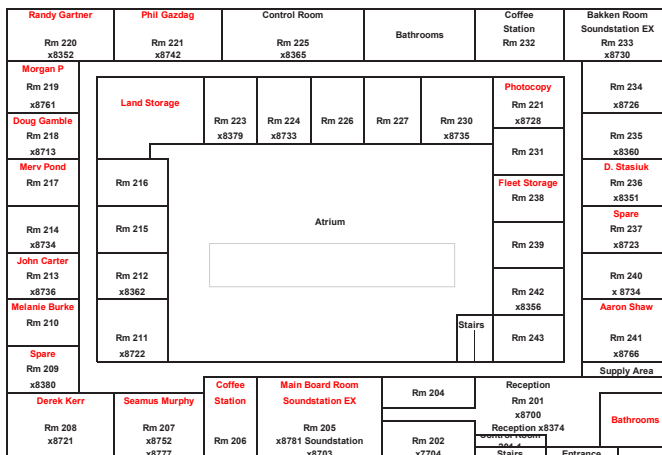 Randy Gartner
Rm 220
x8352
Phil Gazdag
Rm 221
x8742
Control Room
Rm 225
x8365
Bathrooms
Coffee
Station
Rm 232
Bakken Room
Soundstation EX
Rm 233
x8730
Morgan P
Rm 219
x8761
Doug Gamble
Rm 218
x8713
Merv Pond
Rm 217
Rm 214
x8734
John Carter
Rm 213
x8736
Melanie Burke
Rm 210
Spare
Rm 209
x8380
Land Storage
Rm 223
x8379
Rm 224
x8733
Rm 226
Rm 227
Rm 230
x8735
Photocopy
Rm 221
x8728
Rm 231
Fleet Storage
Rm 238
Rm 239
Rm 242
x8356
Rm 243
Rm 216
Rm 215
Rm 212
x8362
Rm 211
x8722
Atrium
Stairs
Rm 234
x8726
Rm 235
x8360
D. Stasiuk
Rm 236
x8351
Spare
Rm 237
x8723
Rm 240
x 8734
Aaron Shaw
Rm 241
x8766
Supply Area
Derek Kerr
Rm 208
x8721
Seamus Murphy
Rm 207
x8752
x8777
Coffee
Station
Rm 206
Main Board Room
Soundstation EX
Rm 205
x8781 Soundstation
x8703
Rm 204
Rm 202
x7704
Reception
Rm 201
x8700
Reception x8374
Control Room
201.1
Stairs
Entrance
Bathrooms